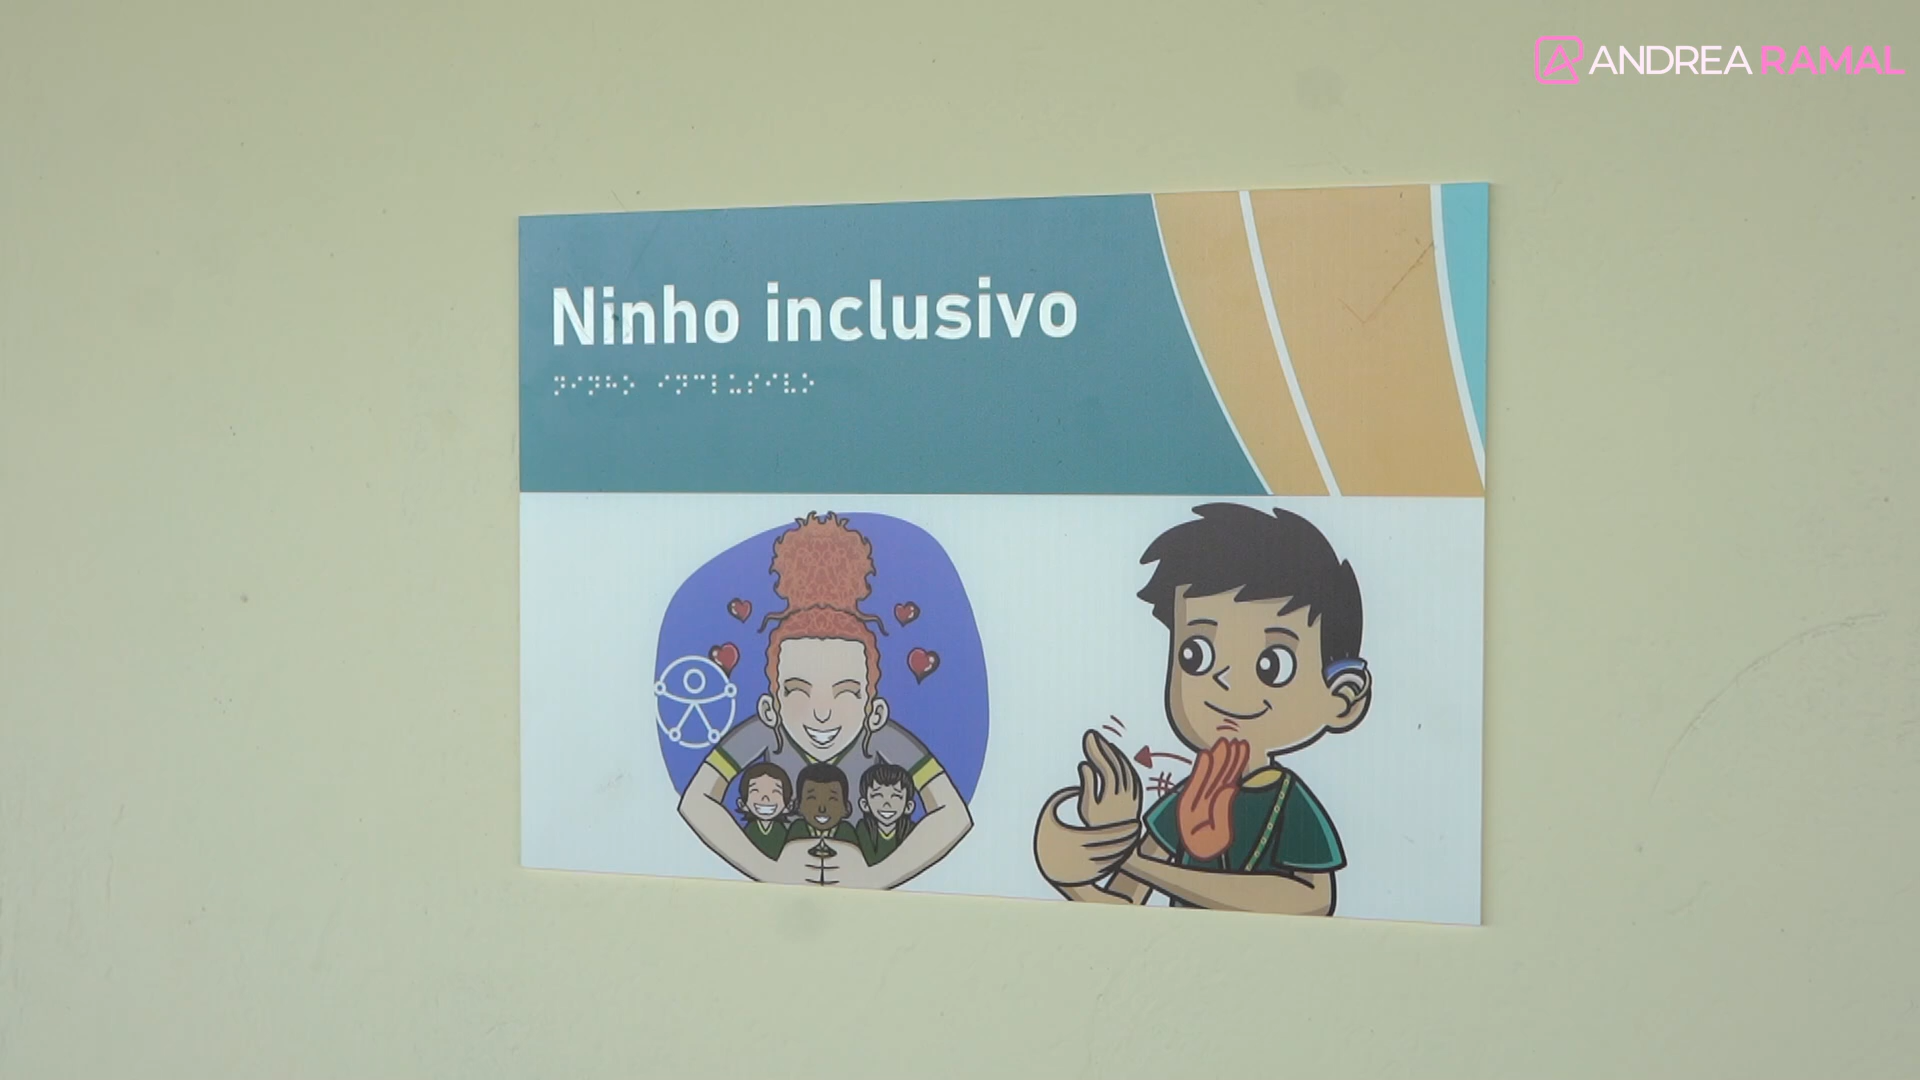 ANDREA RAMAL
Ninho inclusivo
⠝⠊⠝⠓⠕ ⠊⠝⠉⠇⠥⠎⠊⠧⠕